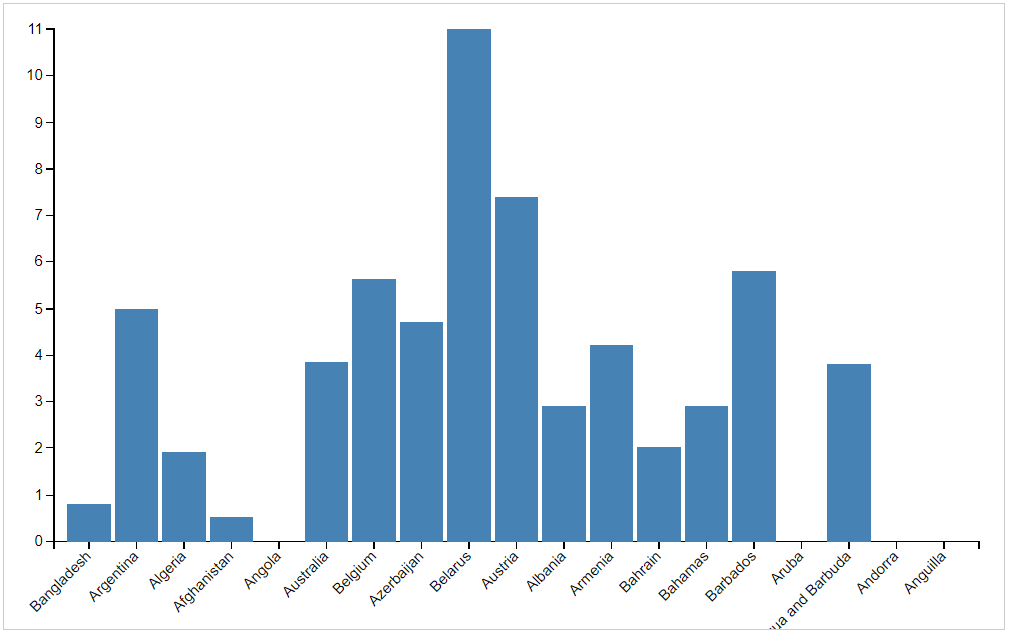 11
10
9
8
7
6
5
4
3
2
1
0
Bangladesh
Argentina
Algeria
Afghanistan
Angola
Australia
Belgium
Azerbaijan
Belarus
Austria
Albania
Armenia
Bahrain
Bahamas
Barbados
Aruba
and Barbuda
Andorra
Anguilla